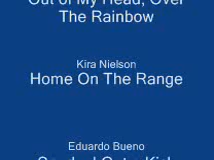 Out of My Head, Over
The Rainbow
Kira Nielson
Home On The Range
Eduardo Bueno